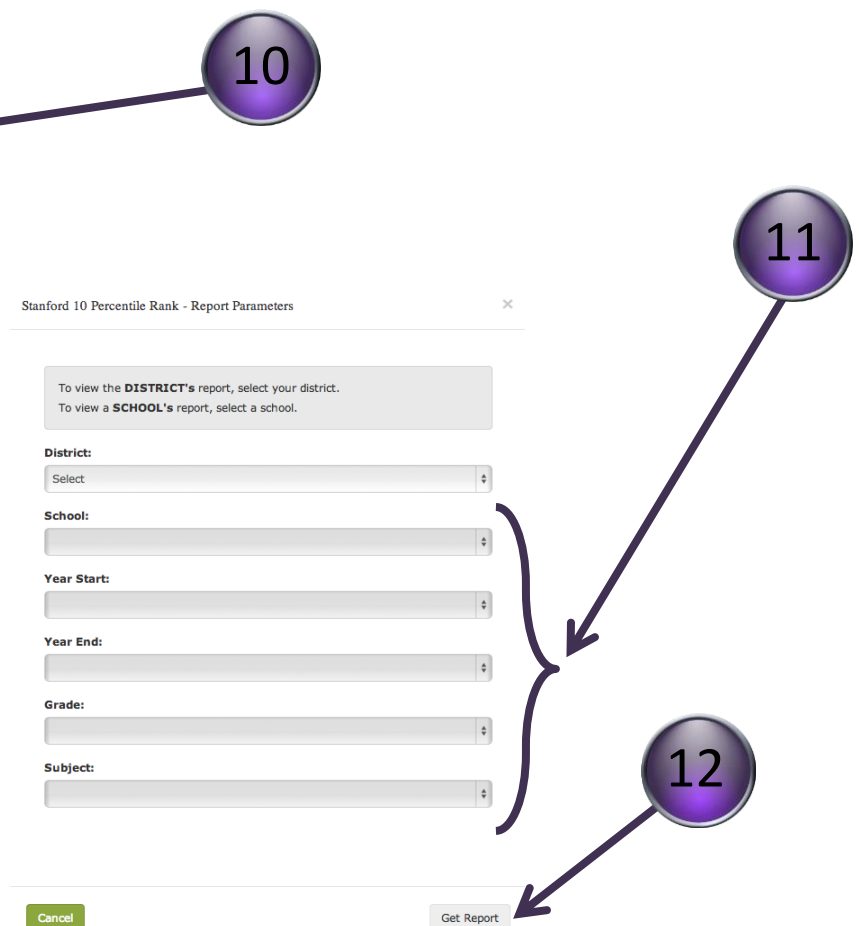 10
11
Stanford 10 Percentile Rank - Report Parameters ×
To view the DISTRICT's report, select your district.
To view a SCHOOL's report, select a school.
District:
Select
School:
Year Start:
Year End:
Grade:
Subject:
12
Cancel
Get Report